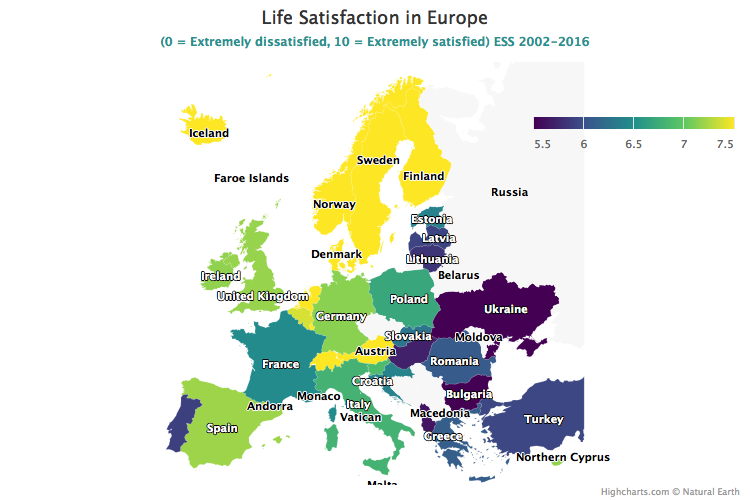 Life Satisfaction in Europe
(0 = Extremely dissatisfied, 10 = Extremely satisfied) ESS 2002-2016
5.5 6 6.5 7 7.5
Iceland
Sweden
Finland
Faoe Islands
Russia
Norway
Estonia
Latvia
Denmark
Lithuania
Belarus
Ireland
United Kingdom
Poland
Ukraine
Germany
Slovakia
Moldova
Austria
Romania
France
Croatia
Monaco
Bulgaria
Andorra
Italy
Vatican
Macedonia
Turkey
Spain
Greece
Northern Cyprus
Malta
Highcharts.com © Natural Earth